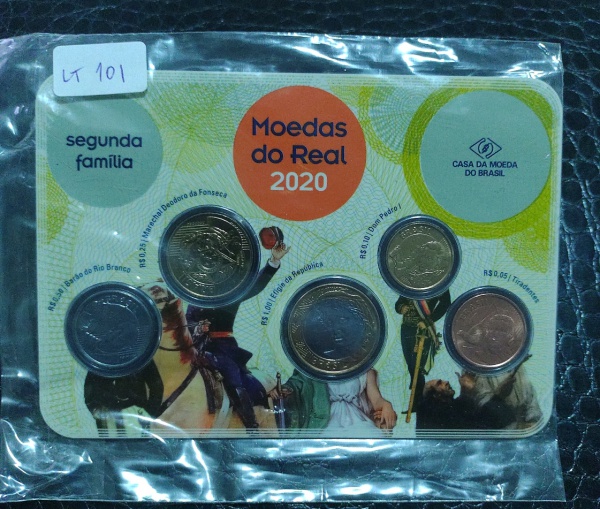 LT 101
segunda
família
Moedas
do Real
2020
CASA DA MOEDA
DO BRASIL
R$ 0,25 | Marechal Deodoro da Fonseca
R$ 0,10 | Dom Pedro I
R$ 0,50 | Barão do Rio Branco
R$ 1,00 | Efígie da República
R$ 0,05 | Tiradentes